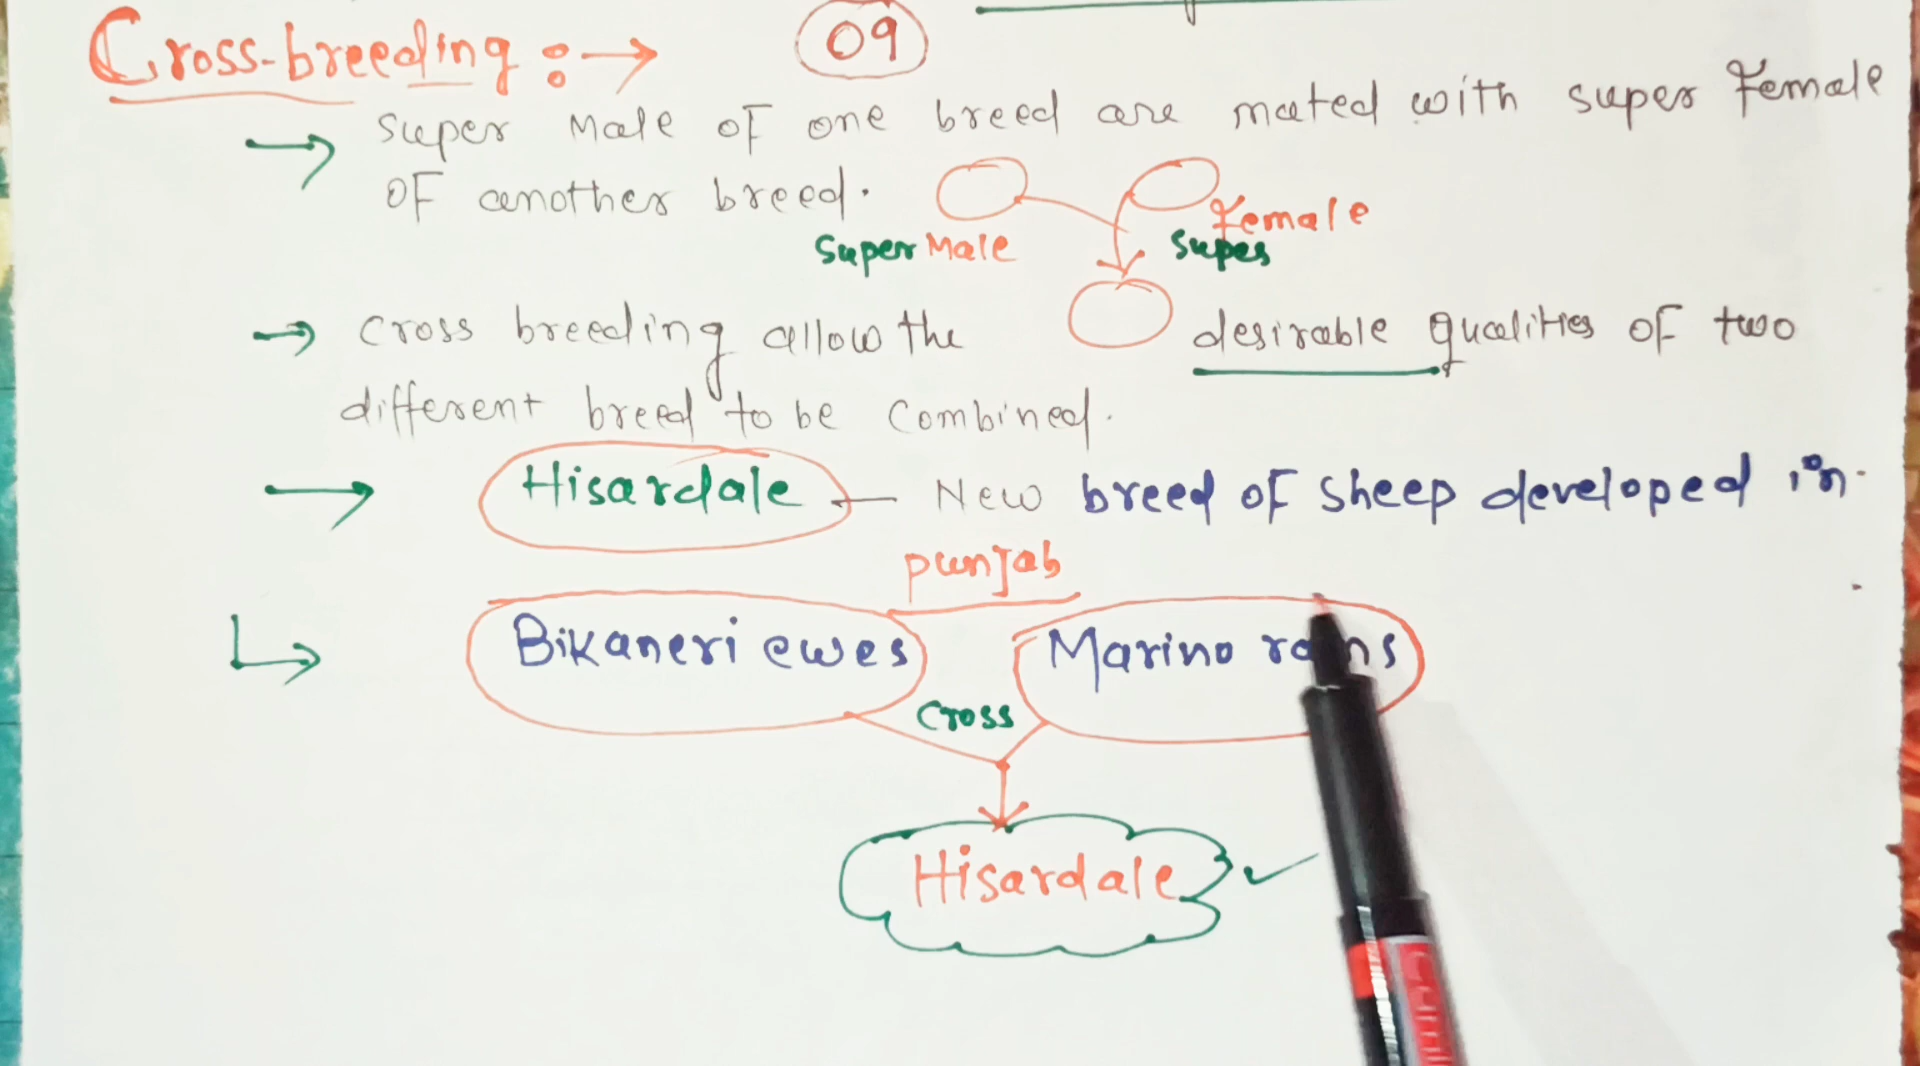 Cross-breeding :→ 09
→ super Male of one breed are mated with super Female
of another breed.
Female
Super Male super
→ cross breeding allow the desirable qualities of two
different breed to be combined.
→ Hisardale — New breed of sheep developed in
punjab
Bikaneri ewes Marino
cross
Hisardale ✓